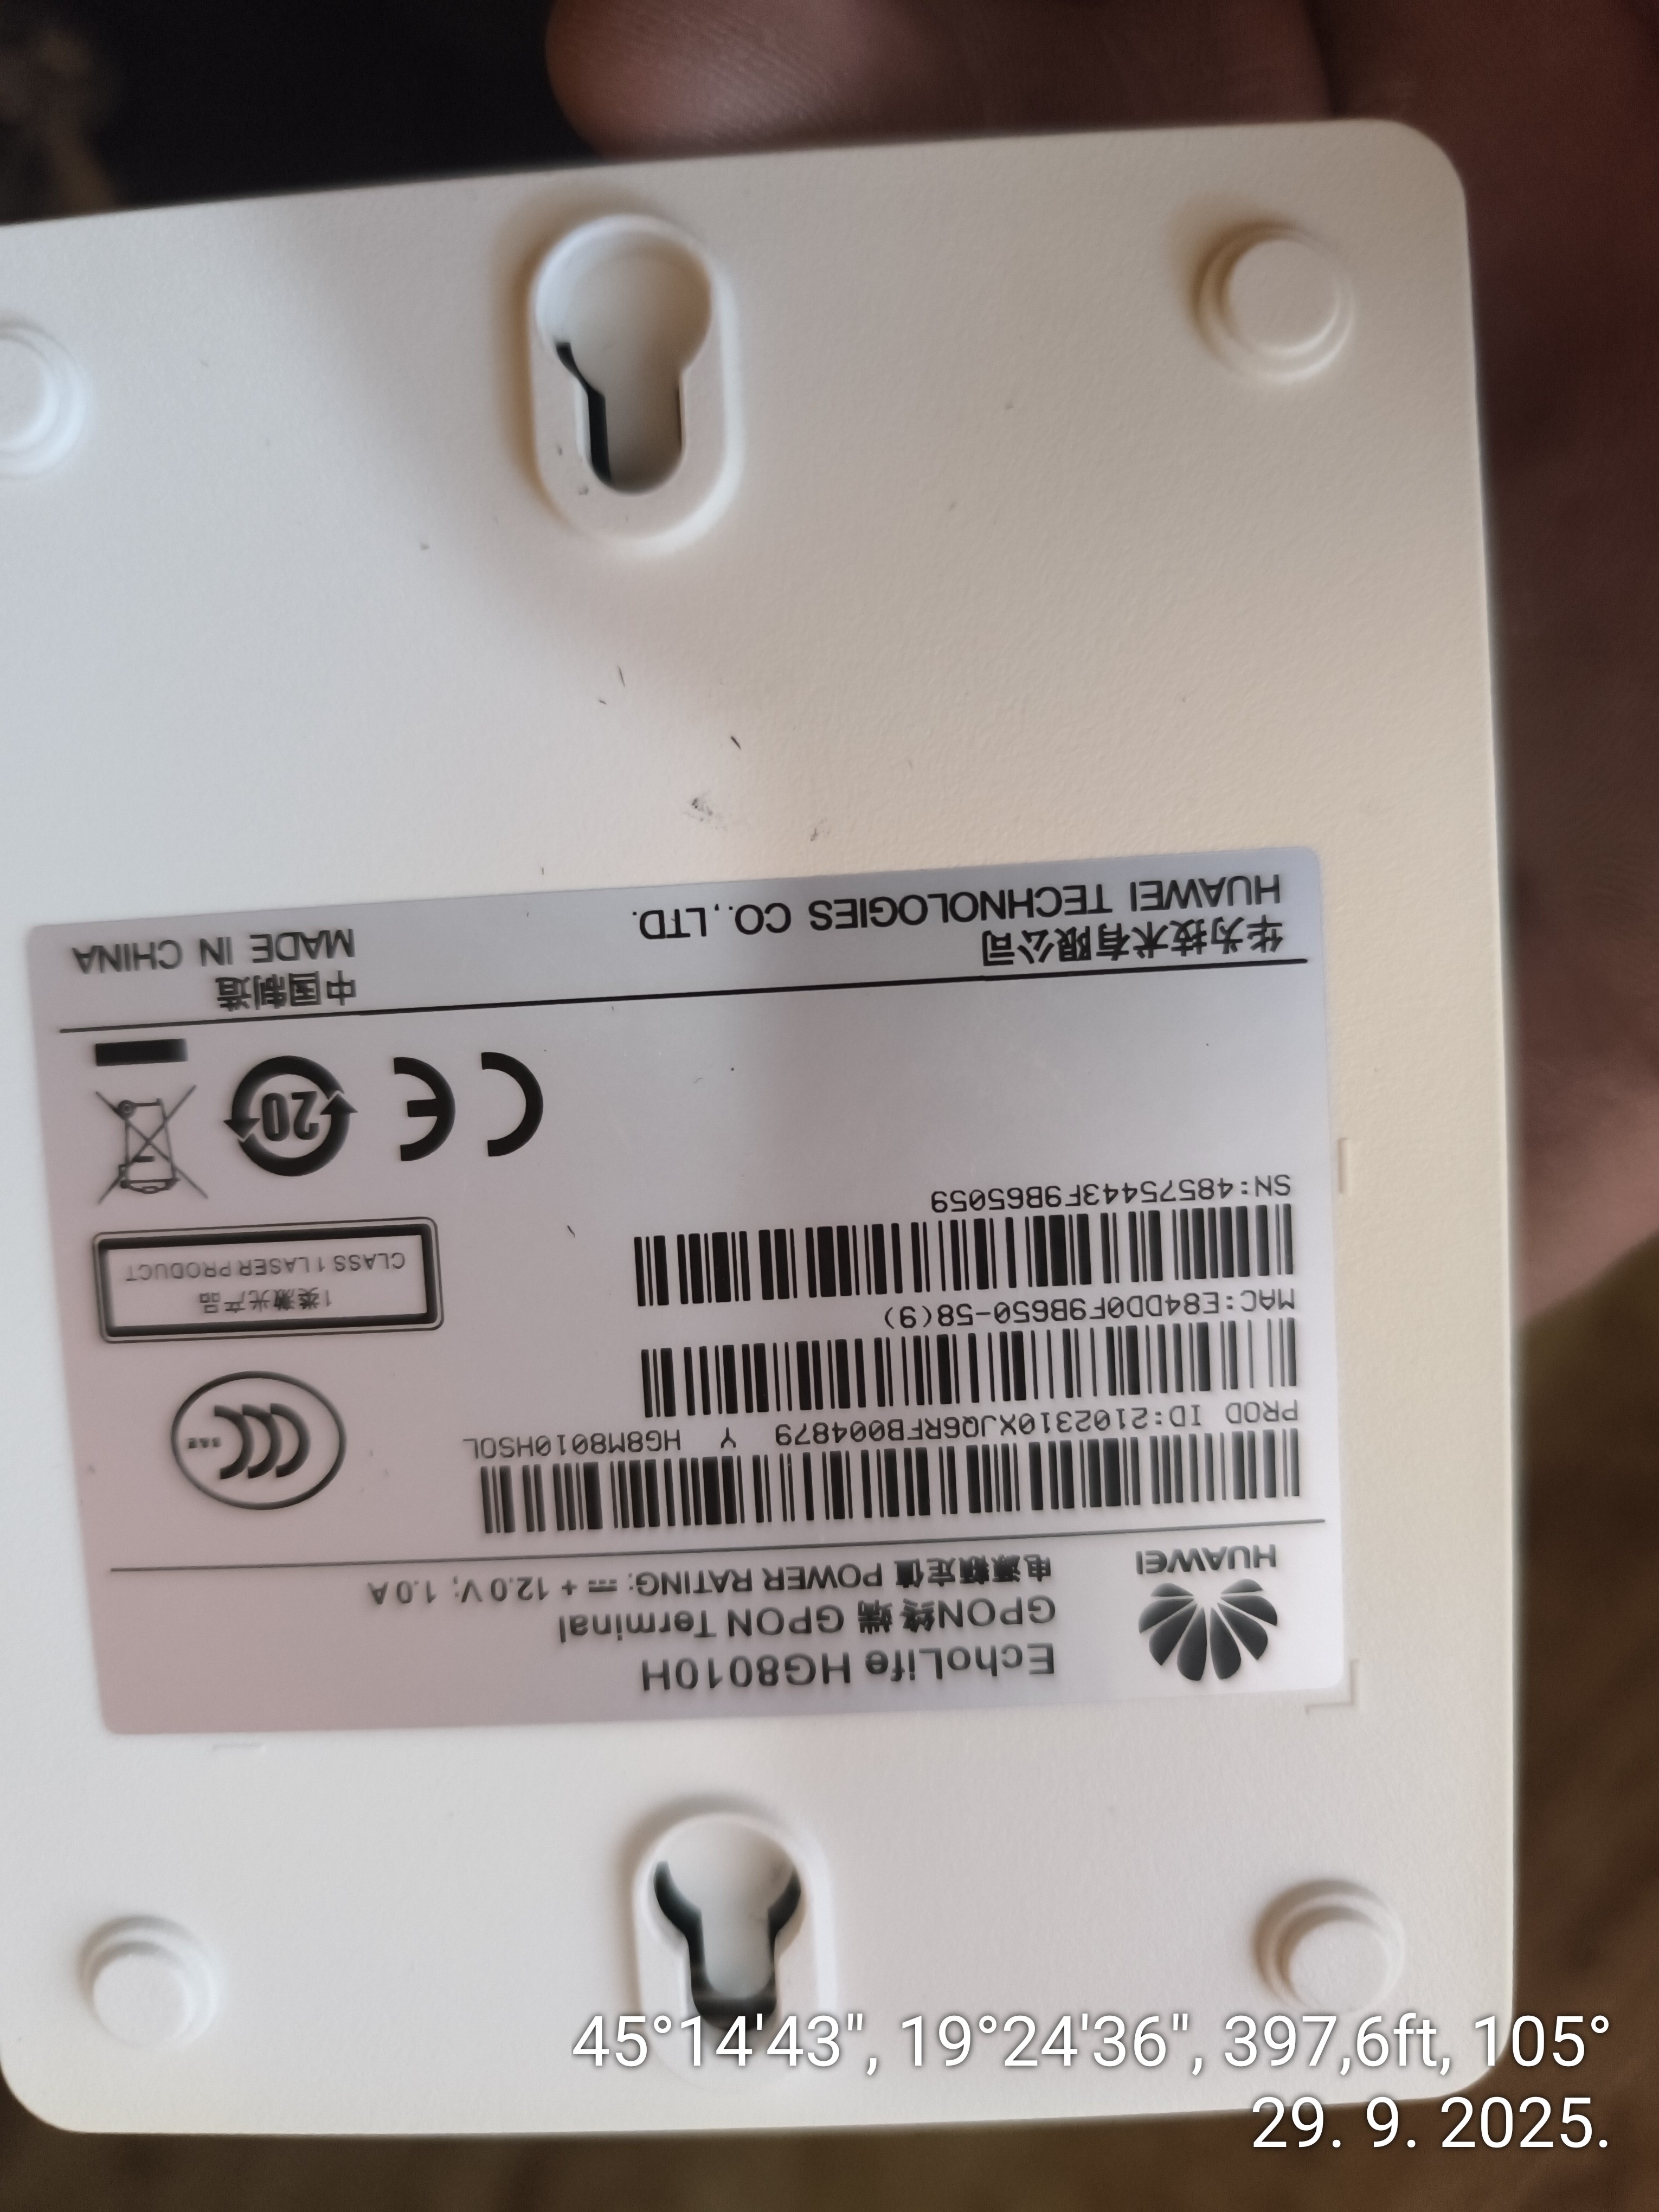 HUAWEI
EchoLife HG8010H
GPON终端 GPON Terminal
电源额定值 POWER RATING: ⎓ + 12.0 V; 1.0 A
PROD ID:2102310XJQ6RFB004879 Y HG8M8010HSOL
MAC:E84DD0F9B650-58(9)
SN:48575443F9B65059
1类激光产品
CLASS 1 LASER PRODUCT
CE
20
华为技术有限公司
HUAWEI TECHNOLOGIES CO., LTD.
中国制造
MADE IN CHINA
45°14'43", 19°24'36", 397,6ft, 105°
29. 9. 2025.